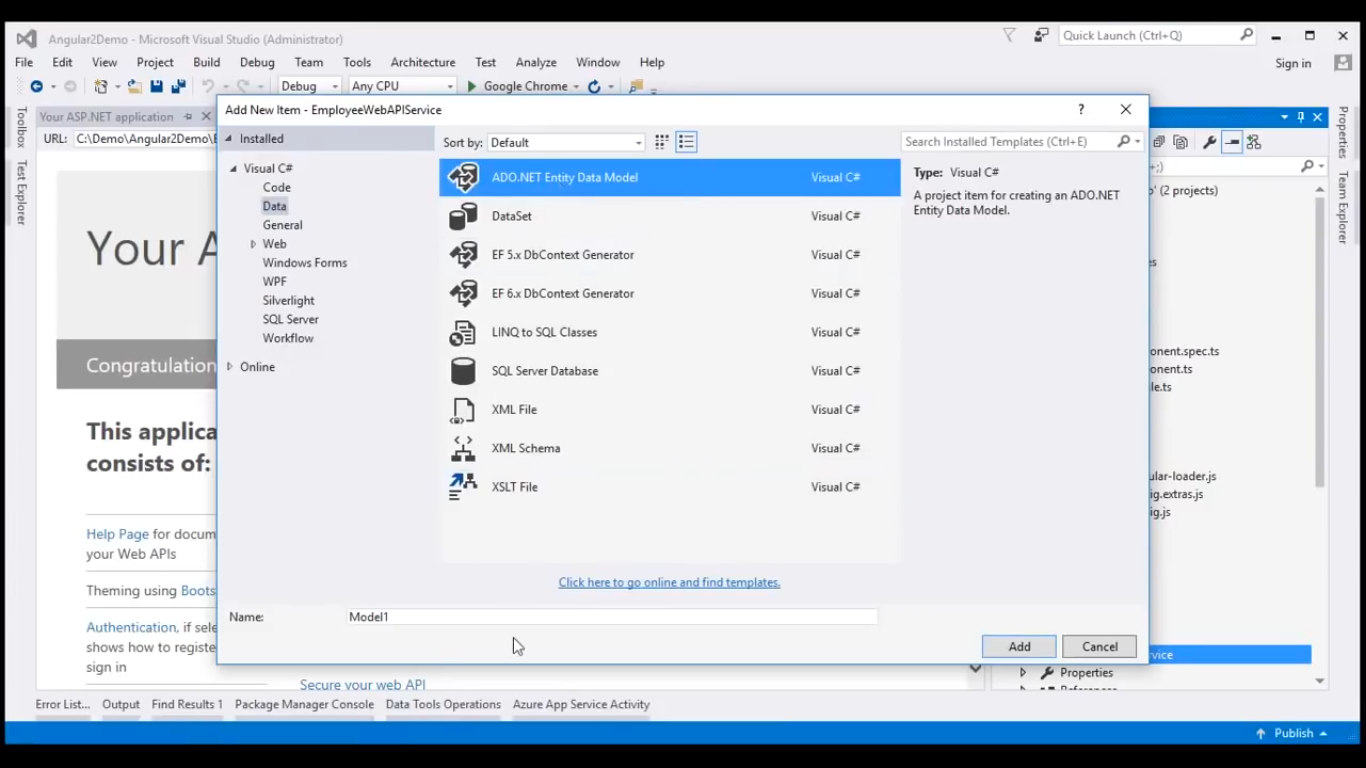 Angular2Demo - Microsoft Visual Studio (Administrator)
Quick Launch (Ctrl+Q)
File Edit View Project Build Debug Team Tools Architecture Test Analyze Window Help
Sign in
Debug Any CPU Google Chrome
Toolbox
Test Explorer
Your ASP.NET application
URL: C:\Demo\Angular2Demo\
Your A
Congratulation
This applica
consists of:
Help Page for docum
your Web APIs
Theming using Boots
Authentication, if sele
shows how to registe
sign in
Secure your web API
Add New Item - EmployeeWebAPIService
?
Installed
Visual C#
Code
Data
General
Web
Windows Forms
WPF
Silverlight
SQL Server
Workflow
Online
Sort by: Default
Search Installed Templates (Ctrl+E)
ADO.NET Entity Data Model Visual C#
DataSet Visual C#
EF 5.x DbContext Generator Visual C#
EF 6.x DbContext Generator Visual C#
LINQ to SQL Classes Visual C#
SQL Server Database Visual C#
XML File Visual C#
XML Schema Visual C#
XSLT File Visual C#
Type: Visual C#
A project item for creating an ADO.NET
Entity Data Model.
Click here to go online and find templates.
Name: Model1
Add Cancel
;)
o' (2 projects)
es
onent.spec.ts
onent.ts
le.ts
ular-loader.js
ig.extras.js
ig.js
vice
Properties
Properties
Team Explorer
Error List... Output Find Results 1 Package Manager Console Data Tools Operations Azure App Service Activity
Publish